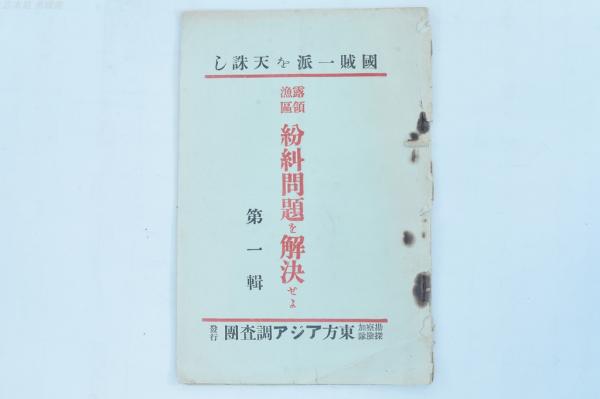 國賊一派を天誅し
露領
漁區
紛糾問題を解決せよ
第一輯
東方アジア調査團
發行